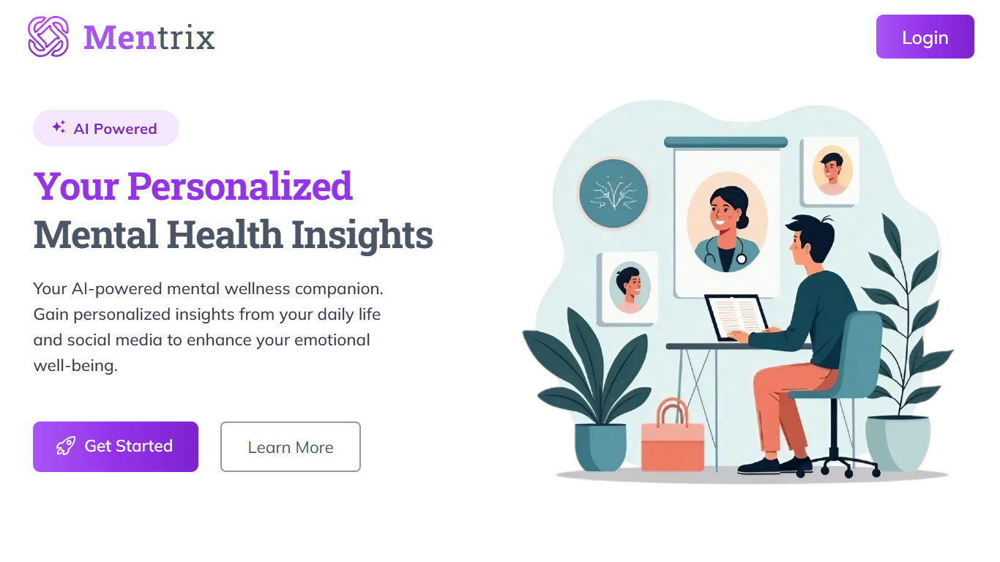 Mentrix
Login
AI Powered
Your Personalized
Mental Health Insights
Your AI-powered mental wellness companion.
Gain personalized insights from your daily life
and social media to enhance your emotional
well-being.
Get Started
Learn More